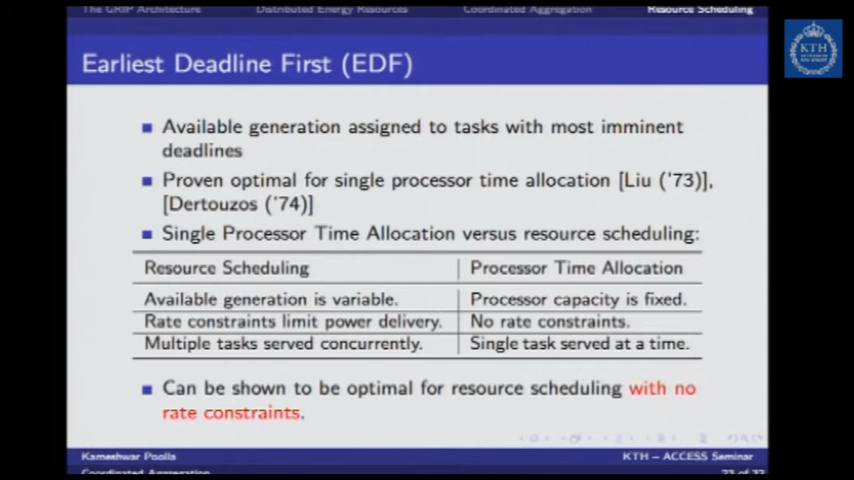 The GRIP Architecture Distributed Energy Resources Coordinated Aggregation Resource Scheduling
KTH
Earliest Deadline First (EDF)
Available generation assigned to tasks with most imminent
deadlines
Proven optimal for single processor time allocation [Liu ('73)],
[Dertouzos ('74)]
Single Processor Time Allocation versus resource scheduling:
Resource Scheduling Processor Time Allocation
Available generation is variable. Processor capacity is fixed.
Rate constraints limit power delivery. No rate constraints.
Multiple tasks served concurrently. Single task served at a time.
Can be shown to be optimal for resource scheduling with no
rate constraints.
Kameshwar Poolla KTH – ACCESS Seminar
Coordinated Aggregation 23 of 32